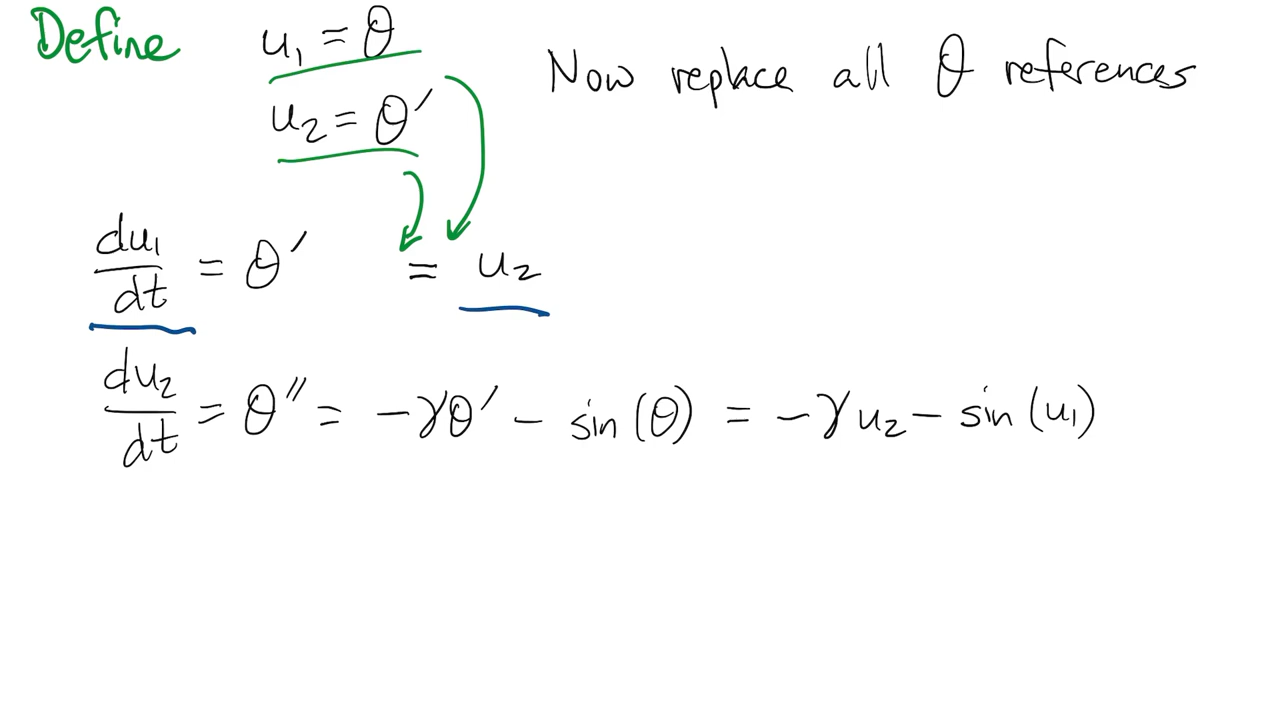 Define u₁ = θ
Now replace all θ references
u₂ = θ′
du₁/dt = θ′ = u₂
du₂/dt = θ″ = −γθ′ − sin(θ) = −γu₂ − sin(u₁)